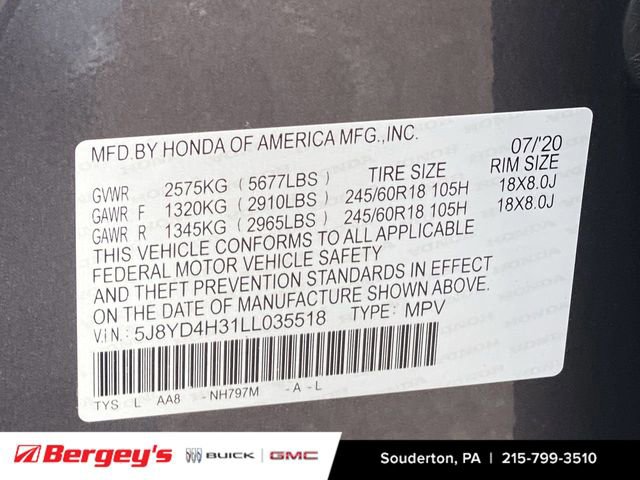 MFD.BY HONDA OF AMERICA MFG.,INC. 07/'20
TIRE SIZE RIM SIZE
GVWR 2575KG (5677LBS)
GAWR F 1320KG (2910LBS) 245/60R18 105H 18X8.0J
GAWR R 1345KG (2965LBS) 245/60R18 105H 18X8.0J
THIS VEHICLE CONFORMS TO ALL APPLICABLE
FEDERAL MOTOR VEHICLE SAFETY
AND THEFT PREVENTION STANDARDS IN EFFECT
ON THE DATE OF MANUFACTURE SHOWN ABOVE.
V.I.N.: 5J8YD4H31LL035518 TYPE: MPV
TYS L AA8 -NH797M -A-L
Bergey's BUICK GMC Souderton, PA | 215-799-3510